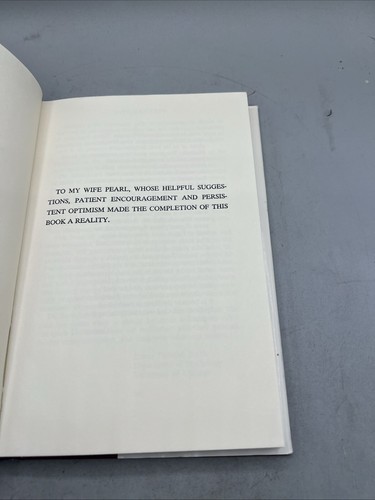 TO MY WIFE PEARL, WHOSE HELPFUL SUGGES-
TIONS, PATIENT ENCOURAGEMENT AND PERSIS-
TENT OPTIMISM MADE THE COMPLETION OF THIS
BOOK A REALITY.